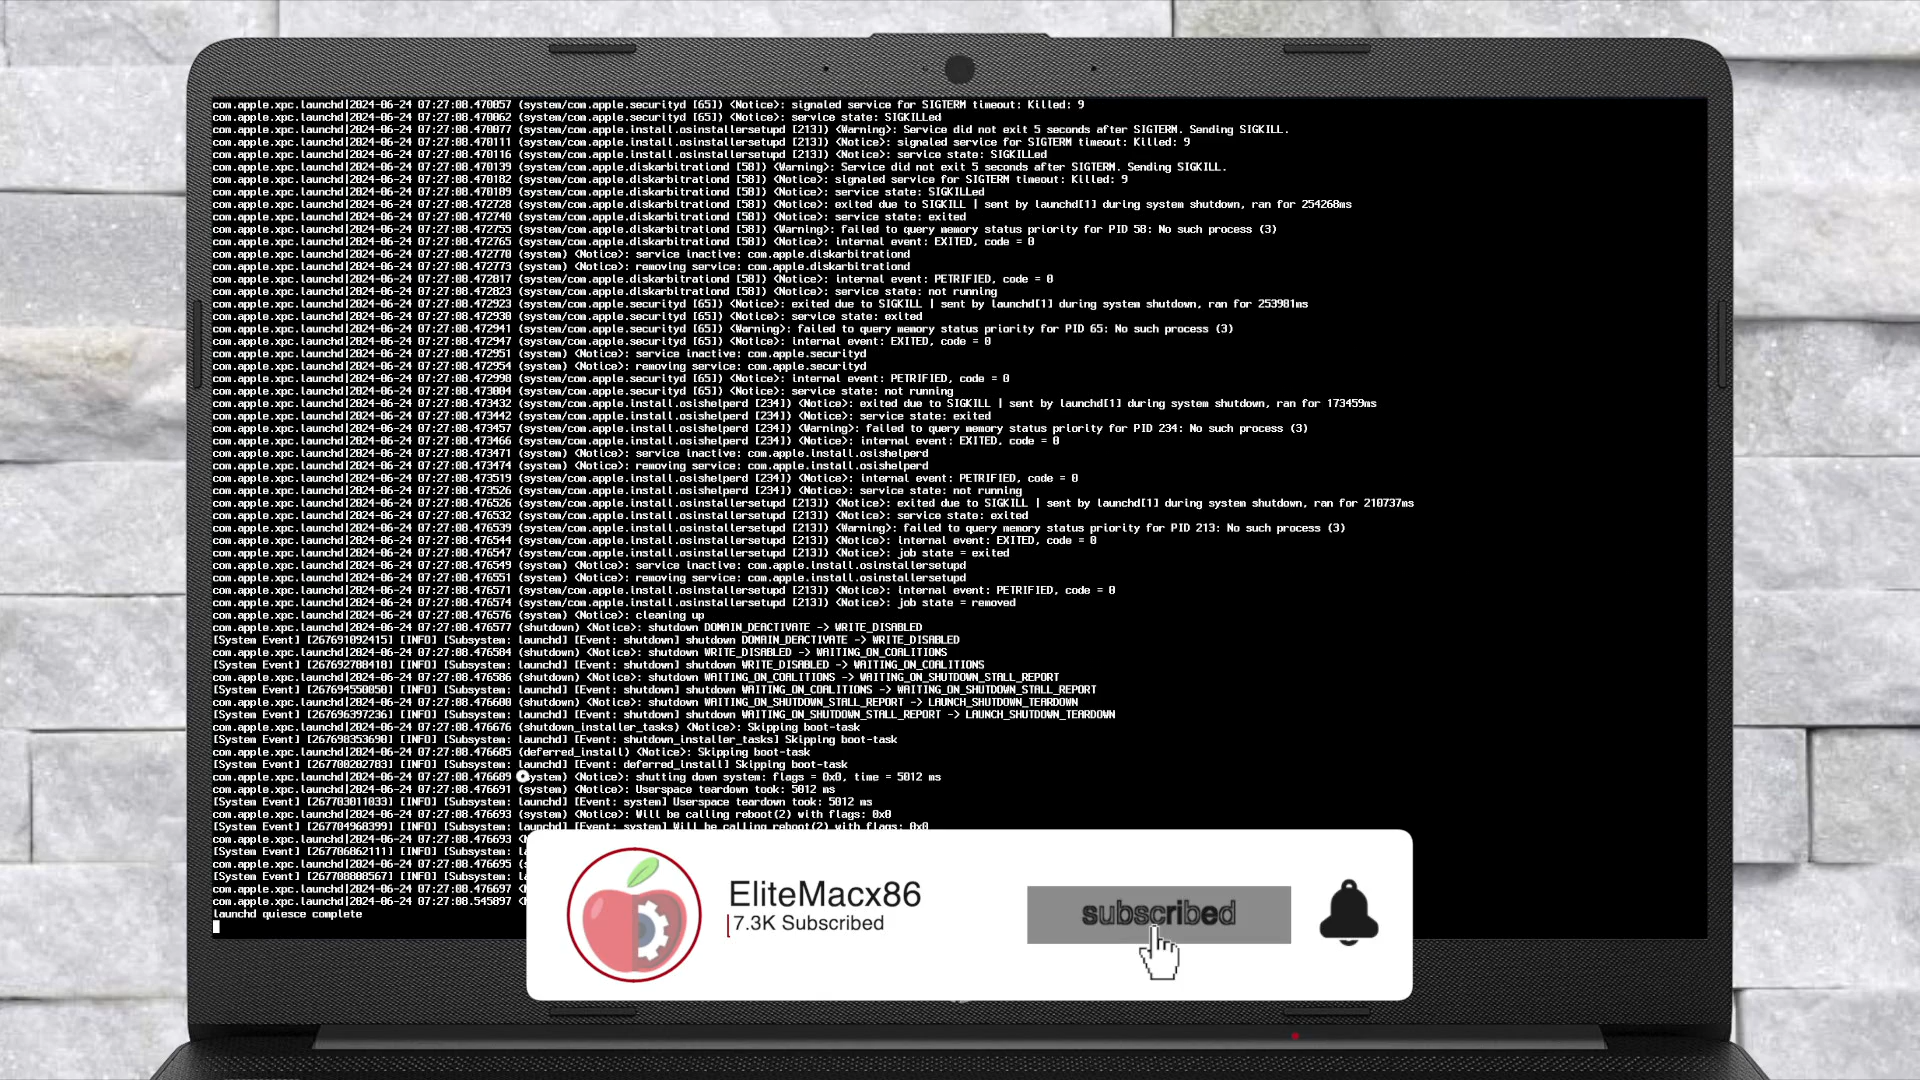 com.apple.xpc.launchd|2024-06-24 07:27:08.470057 (system/com.apple.securityd [65]) <Notice>: signaled service for SIGTERM timeout: Killed: 9
com.apple.xpc.launchd|2024-06-24 07:27:08.470062 (system/com.apple.securityd [65]) <Notice>: service state: SIGKILLed
com.apple.xpc.launchd|2024-06-24 07:27:08.470077 (system/com.apple.install.osinstallersetupd [213]) <Warning>: Service did not exit 5 seconds after SIGTERM. Sending SIGKILL.
com.apple.xpc.launchd|2024-06-24 07:27:08.470111 (system/com.apple.install.osinstallersetupd [213]) <Notice>: signaled service for SIGTERM timeout: Killed: 9
com.apple.xpc.launchd|2024-06-24 07:27:08.470116 (system/com.apple.install.osinstallersetupd [213]) <Notice>: service state: SIGKILLed
com.apple.xpc.launchd|2024-06-24 07:27:08.470139 (system/com.apple.diskarbitrationd [58]) <Warning>: Service did not exit 5 seconds after SIGTERM. Sending SIGKILL.
com.apple.xpc.launchd|2024-06-24 07:27:08.470182 (system/com.apple.diskarbitrationd [58]) <Notice>: signaled service for SIGTERM timeout: Killed: 9
com.apple.xpc.launchd|2024-06-24 07:27:08.470189 (system/com.apple.diskarbitrationd [58]) <Notice>: service state: SIGKILLed
com.apple.xpc.launchd|2024-06-24 07:27:08.472728 (system/com.apple.diskarbitrationd [58]) <Notice>: exited due to SIGKILL | sent by launchd[1] during system shutdown, ran for 254268ms
com.apple.xpc.launchd|2024-06-24 07:27:08.472740 (system/com.apple.diskarbitrationd [58]) <Notice>: service state: exited
com.apple.xpc.launchd|2024-06-24 07:27:08.472755 (system/com.apple.diskarbitrationd [58]) <Warning>: failed to query memory status priority for PID 58: No such process (3)
com.apple.xpc.launchd|2024-06-24 07:27:08.472765 (system/com.apple.diskarbitrationd [58]) <Notice>: internal event: EXITED, code = 0
com.apple.xpc.launchd|2024-06-24 07:27:08.472770 (system) <Notice>: service inactive: com.apple.diskarbitrationd
com.apple.xpc.launchd|2024-06-24 07:27:08.472773 (system) <Notice>: removing service: com.apple.diskarbitrationd
com.apple.xpc.launchd|2024-06-24 07:27:08.472817 (system/com.apple.diskarbitrationd [58]) <Notice>: internal event: PETRIFIED, code = 0
com.apple.xpc.launchd|2024-06-24 07:27:08.472823 (system/com.apple.diskarbitrationd [58]) <Notice>: service state: not running
com.apple.xpc.launchd|2024-06-24 07:27:08.472923 (system/com.apple.securityd [65]) <Notice>: exited due to SIGKILL | sent by launchd[1] during system shutdown, ran for 253981ms
com.apple.xpc.launchd|2024-06-24 07:27:08.472930 (system/com.apple.securityd [65]) <Notice>: service state: exited
com.apple.xpc.launchd|2024-06-24 07:27:08.472941 (system/com.apple.securityd [65]) <Warning>: failed to query memory status priority for PID 65: No such process (3)
com.apple.xpc.launchd|2024-06-24 07:27:08.472947 (system/com.apple.securityd [65]) <Notice>: internal event: EXITED, code = 0
com.apple.xpc.launchd|2024-06-24 07:27:08.472951 (system) <Notice>: service inactive: com.apple.securityd
com.apple.xpc.launchd|2024-06-24 07:27:08.472954 (system) <Notice>: removing service: com.apple.securityd
com.apple.xpc.launchd|2024-06-24 07:27:08.472998 (system/com.apple.securityd [65]) <Notice>: internal event: PETRIFIED, code = 0
com.apple.xpc.launchd|2024-06-24 07:27:08.473004 (system/com.apple.securityd [65]) <Notice>: service state: not running
com.apple.xpc.launchd|2024-06-24 07:27:08.473432 (system/com.apple.install.osishelperd [234]) <Notice>: exited due to SIGKILL | sent by launchd[1] during system shutdown, ran for 173459ms
com.apple.xpc.launchd|2024-06-24 07:27:08.473442 (system/com.apple.install.osishelperd [234]) <Notice>: service state: exited
com.apple.xpc.launchd|2024-06-24 07:27:08.473457 (system/com.apple.install.osishelperd [234]) <Warning>: failed to query memory status priority for PID 234: No such process (3)
com.apple.xpc.launchd|2024-06-24 07:27:08.473466 (system/com.apple.install.osishelperd [234]) <Notice>: internal event: EXITED, code = 0
com.apple.xpc.launchd|2024-06-24 07:27:08.473471 (system) <Notice>: service inactive: com.apple.install.osishelperd
com.apple.xpc.launchd|2024-06-24 07:27:08.473474 (system) <Notice>: removing service: com.apple.install.osishelperd
com.apple.xpc.launchd|2024-06-24 07:27:08.473519 (system/com.apple.install.osishelperd [234]) <Notice>: internal event: PETRIFIED, code = 0
com.apple.xpc.launchd|2024-06-24 07:27:08.473526 (system/com.apple.install.osishelperd [234]) <Notice>: service state: not running
com.apple.xpc.launchd|2024-06-24 07:27:08.476526 (system/com.apple.install.osinstallersetupd [213]) <Notice>: exited due to SIGKILL | sent by launchd[1] during system shutdown, ran for 210737ms
com.apple.xpc.launchd|2024-06-24 07:27:08.476532 (system/com.apple.install.osinstallersetupd [213]) <Notice>: service state: exited
com.apple.xpc.launchd|2024-06-24 07:27:08.476539 (system/com.apple.install.osinstallersetupd [213]) <Warning>: failed to query memory status priority for PID 213: No such process (3)
com.apple.xpc.launchd|2024-06-24 07:27:08.476544 (system/com.apple.install.osinstallersetupd [213]) <Notice>: internal event: EXITED, code = 0
com.apple.xpc.launchd|2024-06-24 07:27:08.476547 (system/com.apple.install.osinstallersetupd [213]) <Notice>: job state = exited
com.apple.xpc.launchd|2024-06-24 07:27:08.476549 (system) <Notice>: service inactive: com.apple.install.osinstallersetupd
com.apple.xpc.launchd|2024-06-24 07:27:08.476551 (system) <Notice>: removing service: com.apple.install.osinstallersetupd
com.apple.xpc.launchd|2024-06-24 07:27:08.476571 (system/com.apple.install.osinstallersetupd [213]) <Notice>: internal event: PETRIFIED, code = 0
com.apple.xpc.launchd|2024-06-24 07:27:08.476574 (system/com.apple.install.osinstallersetupd [213]) <Notice>: job state = removed
com.apple.xpc.launchd|2024-06-24 07:27:08.476576 (system) <Notice>: cleaning up
com.apple.xpc.launchd|2024-06-24 07:27:08.476577 (shutdown) <Notice>: shutdown DOMAIN_DEACTIVATE -> WRITE_DISABLED
[System Event] [267691092415] [INFO] [Subsystem: launchd] [Event: shutdown] shutdown DOMAIN_DEACTIVATE -> WRITE_DISABLED
com.apple.xpc.launchd|2024-06-24 07:27:08.476584 (shutdown) <Notice>: shutdown WRITE_DISABLED -> WAITING_ON_COALITIONS
[System Event] [267692788418] [INFO] [Subsystem: launchd] [Event: shutdown] shutdown WRITE_DISABLED -> WAITING_ON_COALITIONS
com.apple.xpc.launchd|2024-06-24 07:27:08.476586 (shutdown) <Notice>: shutdown WAITING_ON_COALITIONS -> WAITING_ON_SHUTDOWN_STALL_REPORT
[System Event] [267694550050] [INFO] [Subsystem: launchd] [Event: shutdown] shutdown WAITING_ON_COALITIONS -> WAITING_ON_SHUTDOWN_STALL_REPORT
com.apple.xpc.launchd|2024-06-24 07:27:08.476600 (shutdown) <Notice>: shutdown WAITING_ON_SHUTDOWN_STALL_REPORT -> LAUNCH_SHUTDOWN_TEARDOWN
[System Event] [267696397236] [INFO] [Subsystem: launchd] [Event: shutdown] shutdown WAITING_ON_SHUTDOWN_STALL_REPORT -> LAUNCH_SHUTDOWN_TEARDOWN
com.apple.xpc.launchd|2024-06-24 07:27:08.476676 (shutdown_installer_tasks) <Notice>: Skipping boot-task
[System Event] [267698353690] [INFO] [Subsystem: launchd] [Event: shutdown_installer_tasks] Skipping boot-task
com.apple.xpc.launchd|2024-06-24 07:27:08.476685 (deferred_install) <Notice>: Skipping boot-task
[System Event] [267700202703] [INFO] [Subsystem: launchd] [Event: deferred_install] Skipping boot-task
com.apple.xpc.launchd|2024-06-24 07:27:08.476689 (system) <Notice>: shutting down system: flags = 0x0, time = 5012 ms
com.apple.xpc.launchd|2024-06-24 07:27:08.476691 (system) <Notice>: Userspace teardown took: 5012 ms
[System Event] [267703011033] [INFO] [Subsystem: launchd] [Event: system] Userspace teardown took: 5012 ms
com.apple.xpc.launchd|2024-06-24 07:27:08.476693 (system) <Notice>: Will be calling reboot(2) with flags: 0x0
[System Event] [267704960399] [INFO] [Subsystem: launchd] [Event: system] Will be calling reboot(2) with flags: 0x0
com.apple.xpc.launchd|2024-06-24 07:27:08.476693
[System Event] [267706862111] [INFO] [Subsystem:
com.apple.xpc.launchd|2024-06-24 07:27:08.476695
[System Event] [267708808567] [INFO] [Subsystem:
com.apple.xpc.launchd|2024-06-24 07:27:08.476697
com.apple.xpc.launchd|2024-06-24 07:27:08.545897
launchd quiesce complete
EliteMacx86
7.3K Subscribed
subscribed